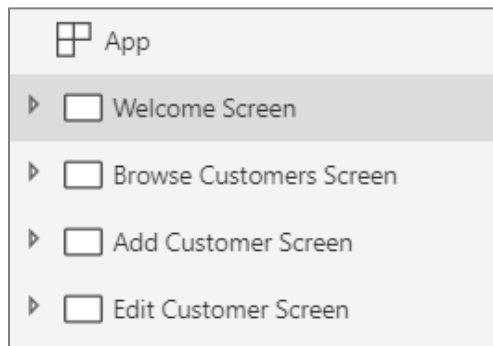 App
Welcome Screen
Browse Customers Screen
Add Customer Screen
Edit Customer Screen